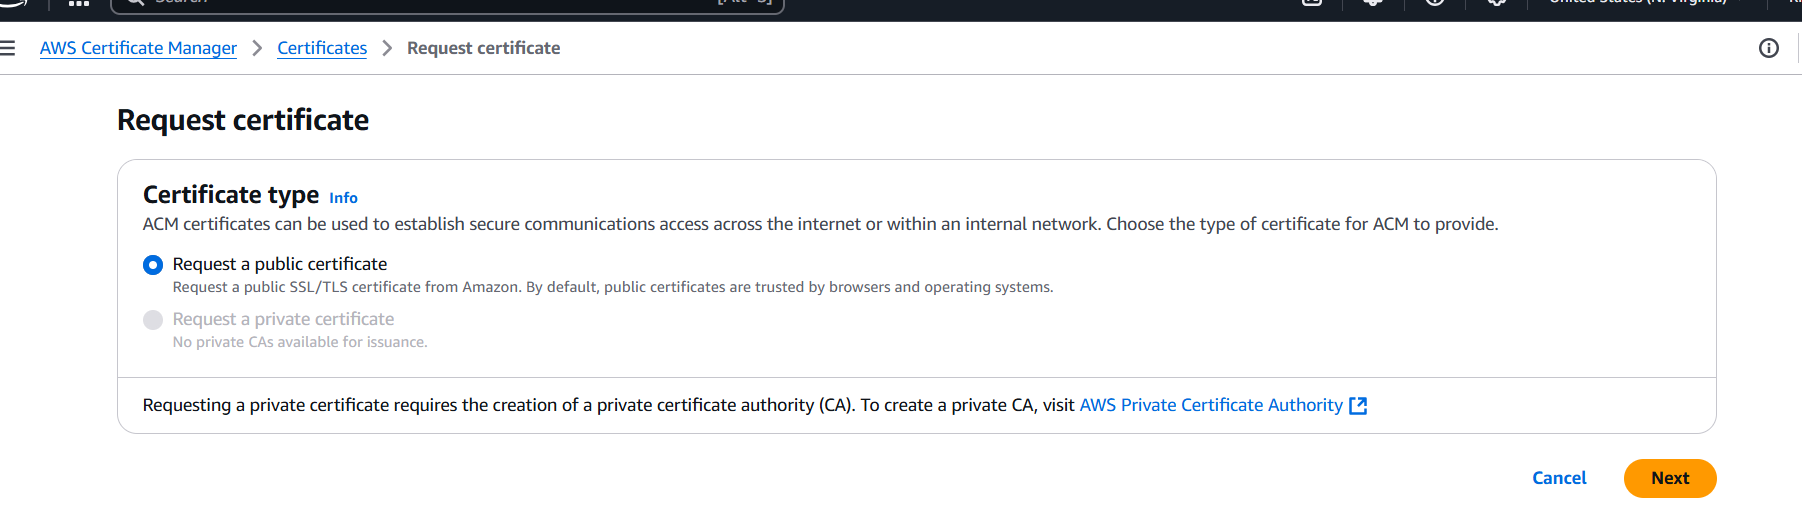 AWS Certificate Manager > Certificates > Request certificate
Request certificate
Certificate type Info
ACM certificates can be used to establish secure communications access across the internet or within an internal network. Choose the type of certificate for ACM to provide.
Request a public certificate
Request a public SSL/TLS certificate from Amazon. By default, public certificates are trusted by browsers and operating systems.
Request a private certificate
No private CAs available for issuance.
Requesting a private certificate requires the creation of a private certificate authority (CA). To create a private CA, visit AWS Private Certificate Authority
Cancel Next